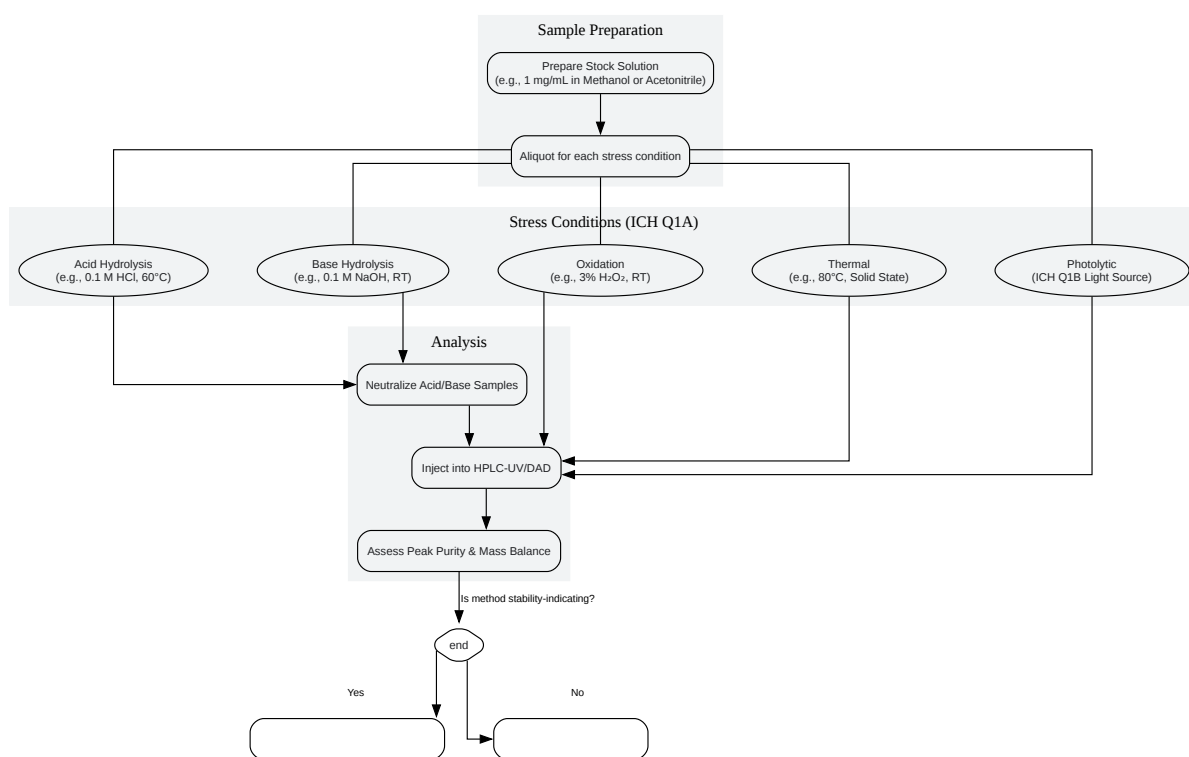 Sample Preparation
Prepare Stock Solution
(e.g., 1 mg/mL in Methanol or Acetonitrile)
Aliquot for each stress condition
Stress Conditions (ICH Q1A)
Acid Hydrolysis
(e.g., 0.1 M HCl, 60°C)
Base Hydrolysis
(e.g., 0.1 M NaOH, RT)
Oxidation
(e.g., 3% H₂O₂, RT)
Thermal
(e.g., 80°C, Solid State)
Photolytic
(ICH Q1B Light Source)
Analysis
Neutralize Acid/Base Samples
Inject into HPLC-UV/DAD
Assess Peak Purity & Mass Balance
Is method stability-indicating?
end
Yes
No